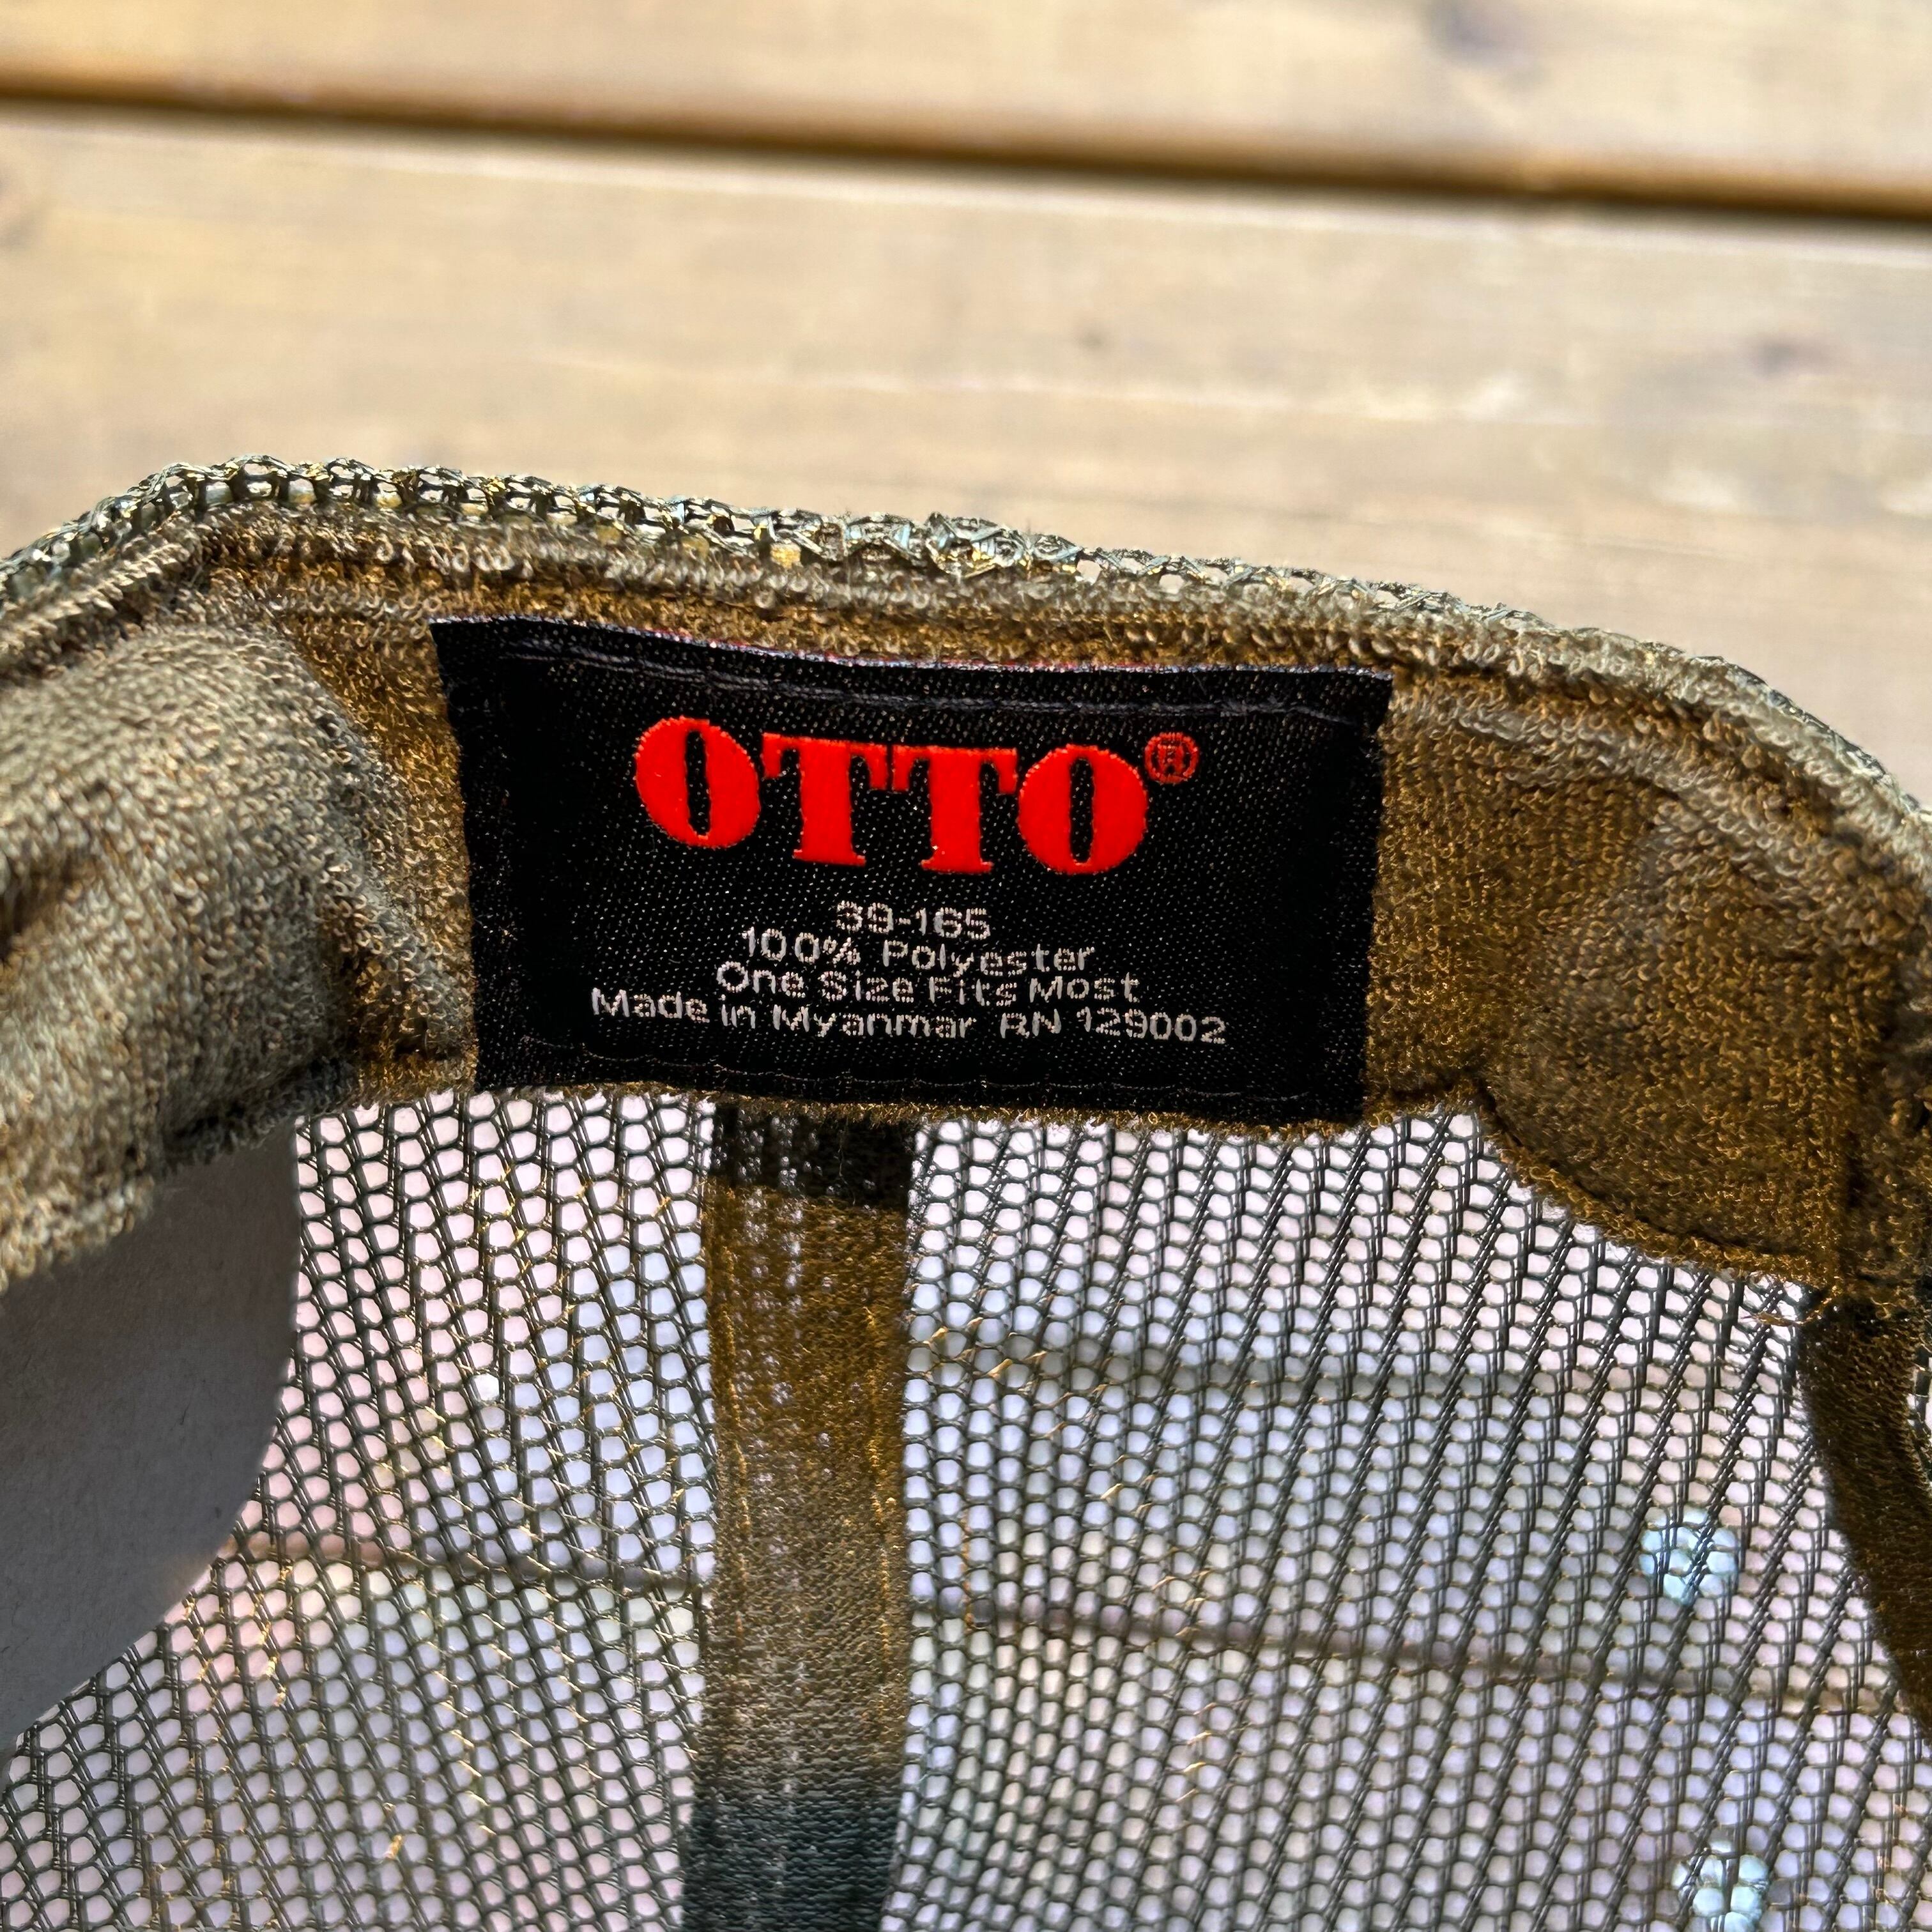 OTTO®
39-165
100% Polyester
One Size Fits Most
Made in Myanmar RN 129002